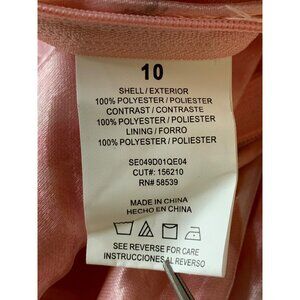 10
SHELL/EXTERIOR
100% POLYESTER / POLIESTER
CONTRAST / CONTRASTE
100% POLYESTER / POLIESTER
LINING / FORRO
100% POLYESTER / POLIESTER
SE049D01QE04
CUT#: 156210
RN# 58539
MADE IN CHINA
HECHO EN CHINA
SEE REVERSE FOR CARE
INSTRUCCIONES AL REVERSO